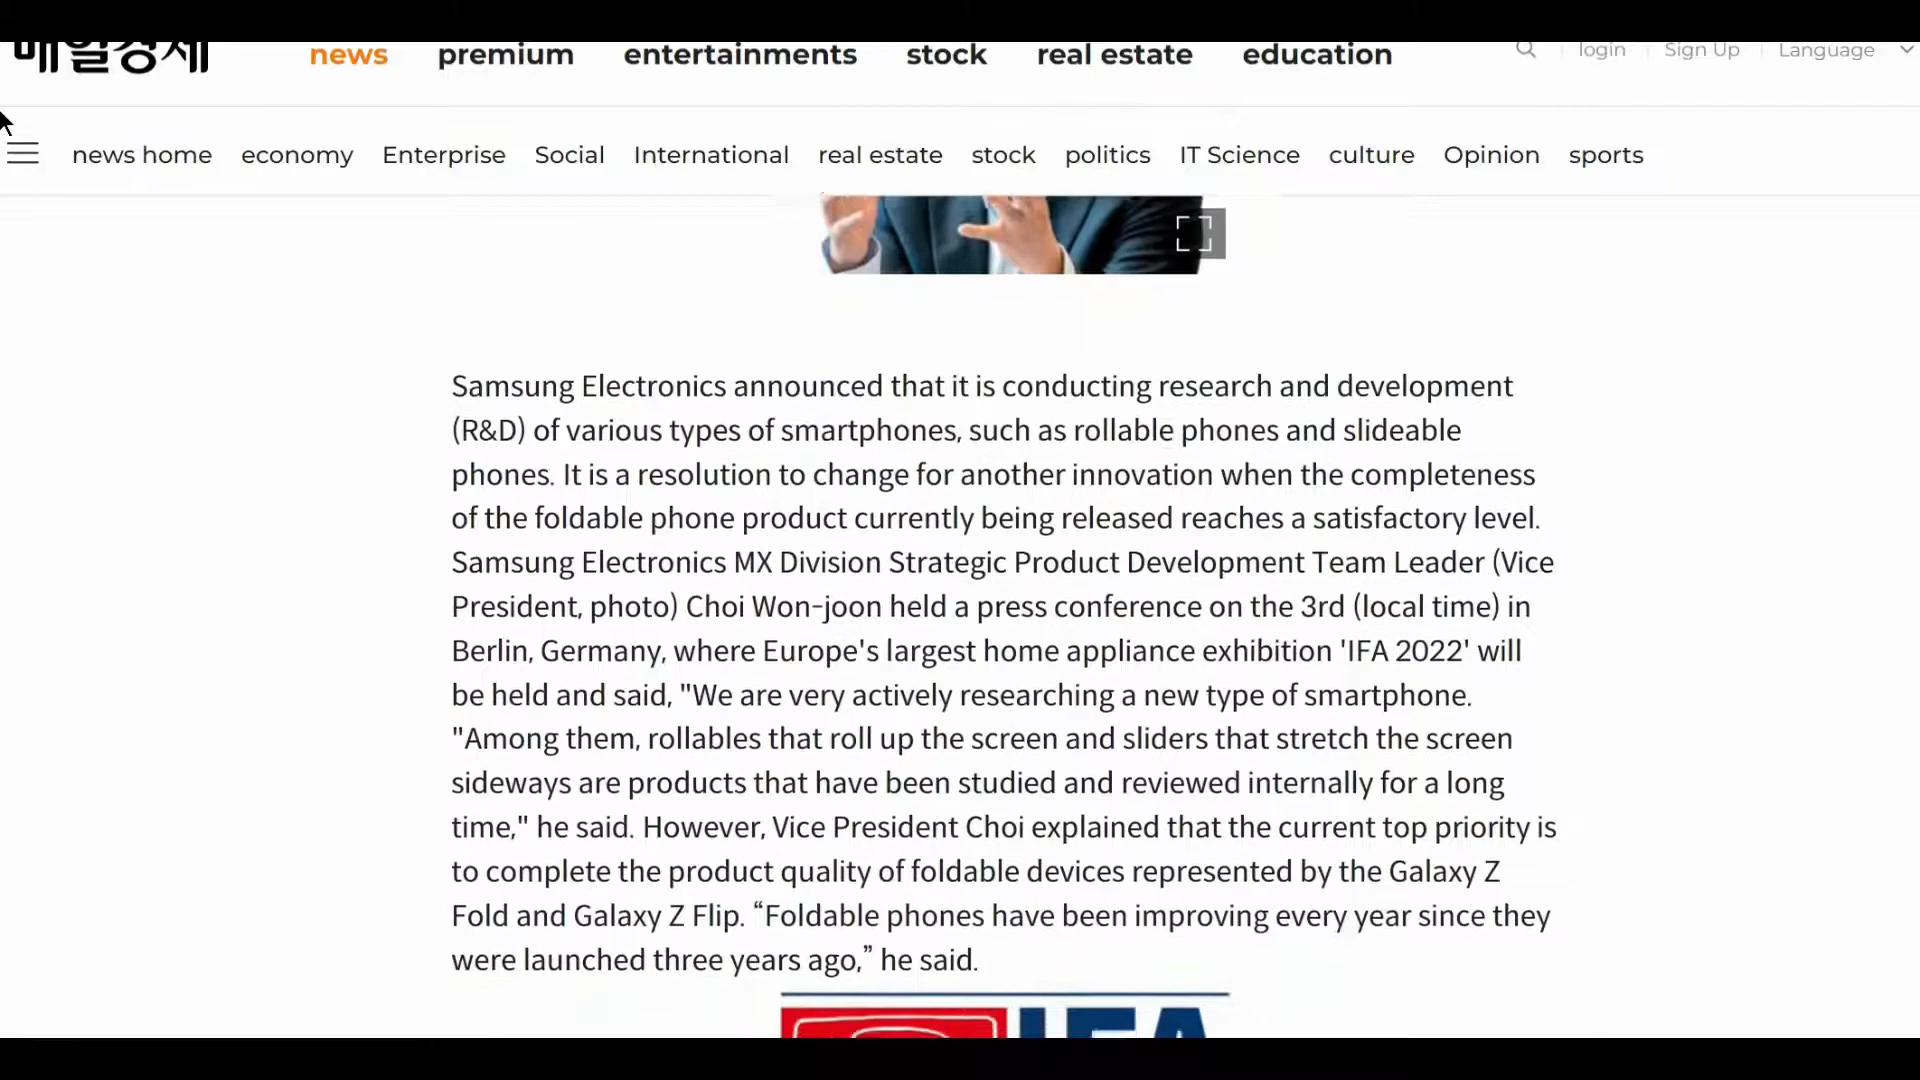 매일경제
news premium entertainments stock real estate education
login Sign Up Language
news home economy Enterprise Social International real estate stock politics IT Science culture Opinion sports
Samsung Electronics announced that it is conducting research and development
(R&D) of various types of smartphones, such as rollable phones and slideable
phones. It is a resolution to change for another innovation when the completeness
of the foldable phone product currently being released reaches a satisfactory level.
Samsung Electronics MX Division Strategic Product Development Team Leader (Vice
President, photo) Choi Won-joon held a press conference on the 3rd (local time) in
Berlin, Germany, where Europe's largest home appliance exhibition 'IFA 2022' will
be held and said, "We are very actively researching a new type of smartphone.
"Among them, rollables that roll up the screen and sliders that stretch the screen
sideways are products that have been studied and reviewed internally for a long
time," he said. However, Vice President Choi explained that the current top priority is
to complete the product quality of foldable devices represented by the Galaxy Z
Fold and Galaxy Z Flip. “Foldable phones have been improving every year since they
were launched three years ago,” he said.
IFA